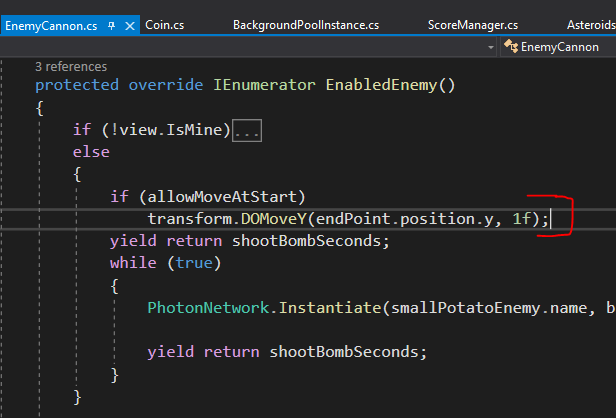 EnemyCannon.cs Coin.cs BackgroundPoolInstance.cs ScoreManager.cs Asteroids
EnemyCannon
3 references
protected override IEnumerator EnabledEnemy()
{
if (!view.IsMine)...
else
{
if (allowMoveAtStart)
transform.DOMoveY(endPoint.position.y, 1f);
yield return shootBombSeconds;
while (true)
{
PhotonNetwork.Instantiate(smallPotatoEnemy.name, b
yield return shootBombSeconds;
}
}